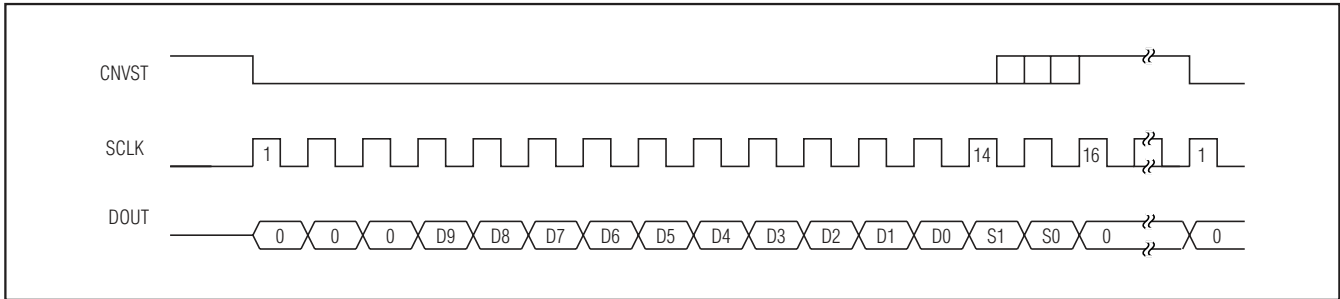 CNVST
SCLK 1 14 16 1
DOUT 0 0 0 D9 D8 D7 D6 D5 D4 D3 D2 D1 D0 S1 S0 0 0